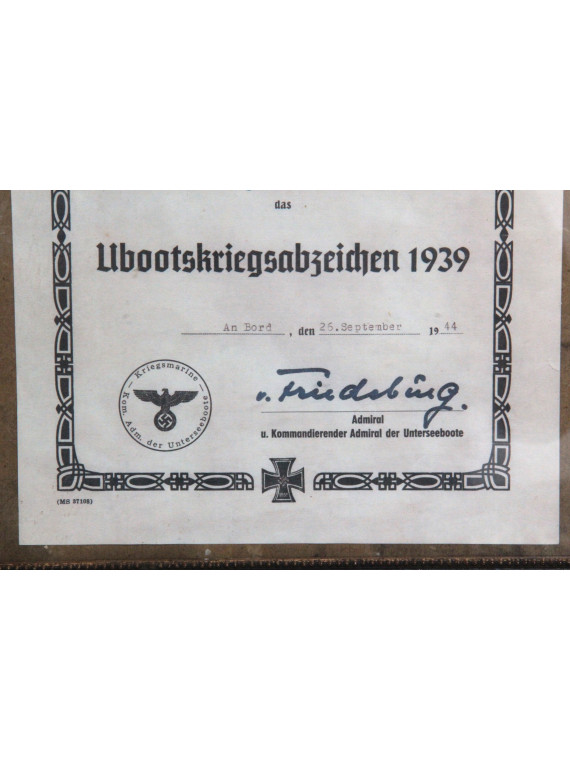 das
Ubootskriegsabzeichen 1939
An Bord, den 26.September 1944
v. Friedeburg.
Admiral
u. Kommandierender Admiral der Unterseeboote
— Kriegsmarine —
Kom. Adm. der Unterseeboote
(MS 37108)